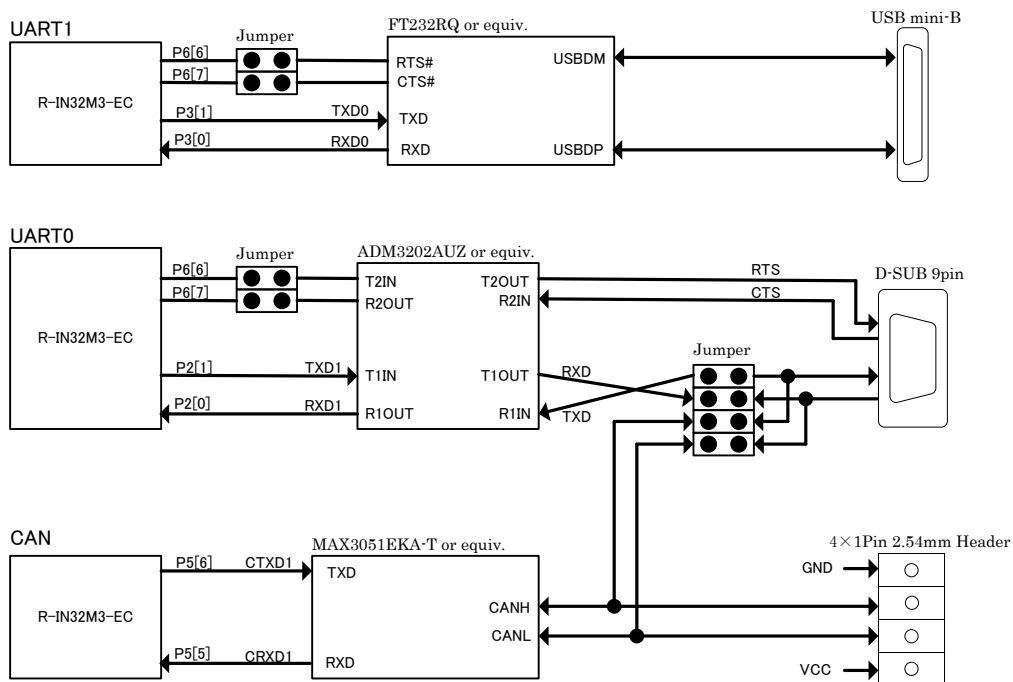 UART1
R-IN32M3-EC
P6[6]
P6[7]
P3[1]
P3[0]
Jumper
TXD0
RXD0
FT232RQ or equiv.
RTS#
CTS#
TXD
RXD
USBDM
USBDP
USB mini-B
UART0
R-IN32M3-EC
P6[6]
P6[7]
P2[1]
P2[0]
Jumper
TXD1
RXD1
ADM3202AUZ or equiv.
T2IN
R2OUT
T1IN
R1OUT
T2OUT
R2IN
T1OUT
R1IN
RTS
CTS
RXD
TXD
Jumper
D-SUB 9pin
CAN
R-IN32M3-EC
P5[6]
CTXD1
P5[5]
CRXD1
MAX3051EKA-T or equiv.
TXD
RXD
CANH
CANL
4×1Pin 2.54mm Header
GND
VCC